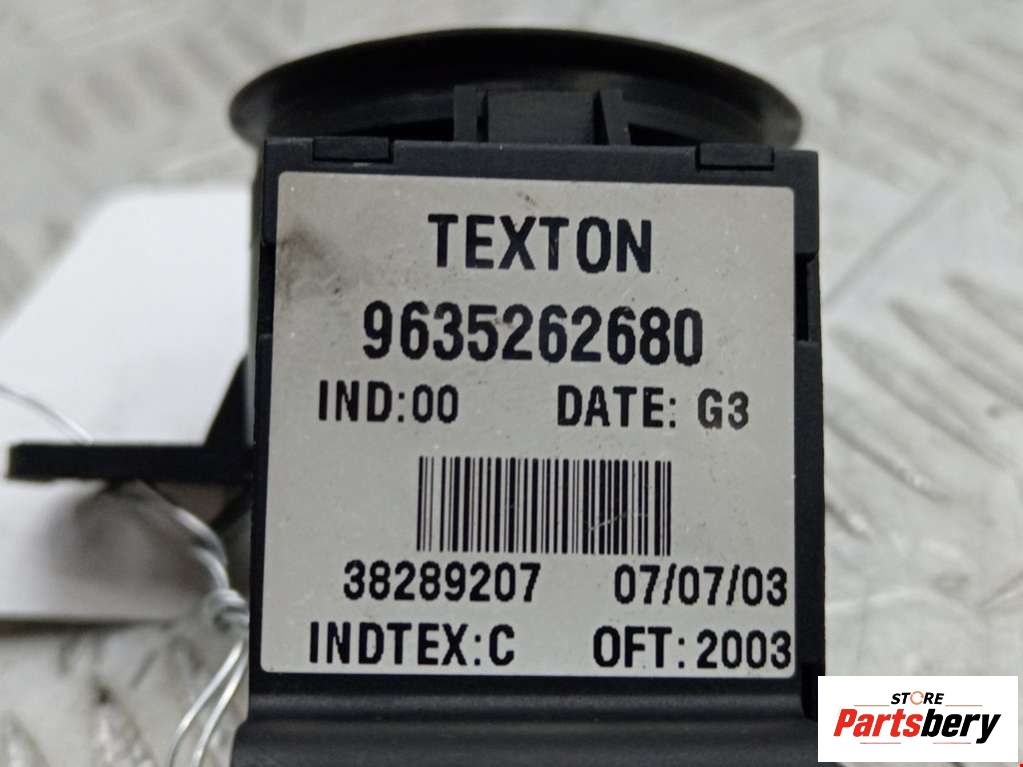 TEXTON
9635262680
IND:00 DATE: G3
38289207 07/07/03
INDTEX:C OFT: 2003
STORE
Partsbery